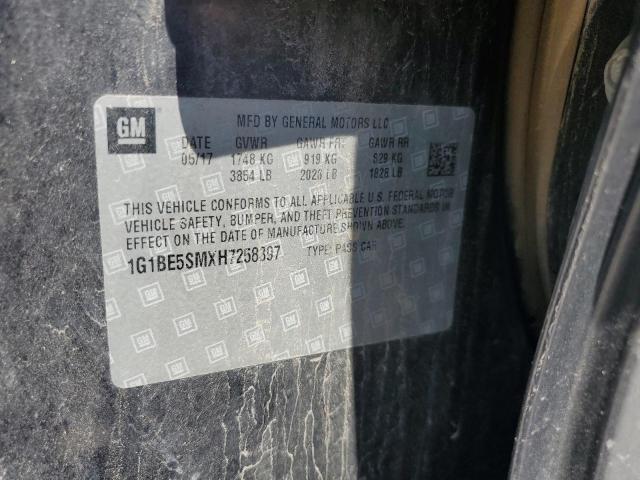 GM
MFD BY GENERAL MOTORS LLC
DATE GVWR GAWR FR GAWR RR
05/17 1748 KG 919 KG 829 KG
3854 LB 2026 LB 1828 LB
THIS VEHICLE CONFORMS TO ALL APPLICABLE U.S. FEDERAL MOTOR
VEHICLE SAFETY, BUMPER, AND THEFT PREVENTION STANDARDS IN
EFFECT ON THE DATE OF MANUFACTURE SHOWN ABOVE.
1G1BE5SMXH7258397 TYPE: PASS CAR